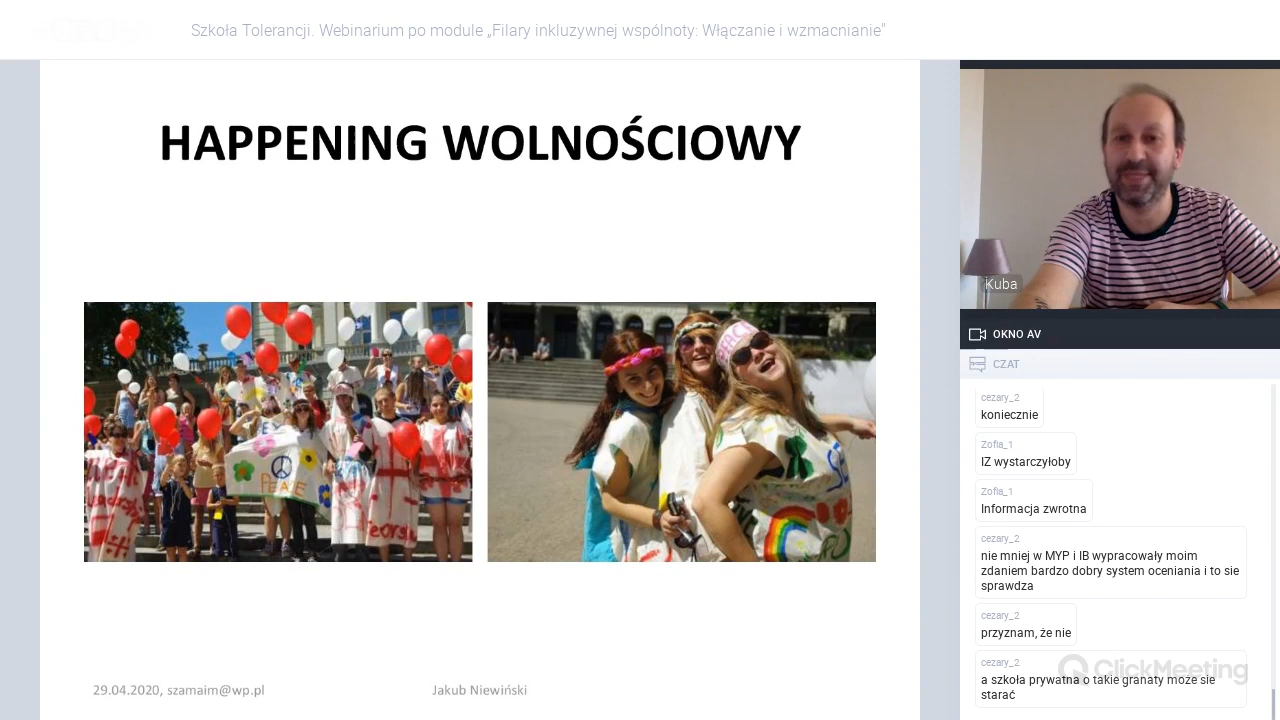 Szkoła Tolerancji. Webinarium po module „Filary inkluzywnej wspólnoty: Włączanie i wzmacnianie"
HAPPENING WOLNOŚCIOWY
PEACE
29.04.2020, szamaim@wp.pl
Jakub Niewiński
Kuba
OKNO AV
CZAT
cezary_2
koniecznie
Zofia_1
IZ wystarczyłoby
Zofia_1
Informacja zwrotna
cezary_2
nie mniej w MYP i IB wypracowały moim
zdaniem bardzo dobry system oceniania i to sie
sprawdza
cezary_2
przyznam, że nie
cezary_2
a szkoła prywatna o takie granaty może sie
starać
ClickMeeting